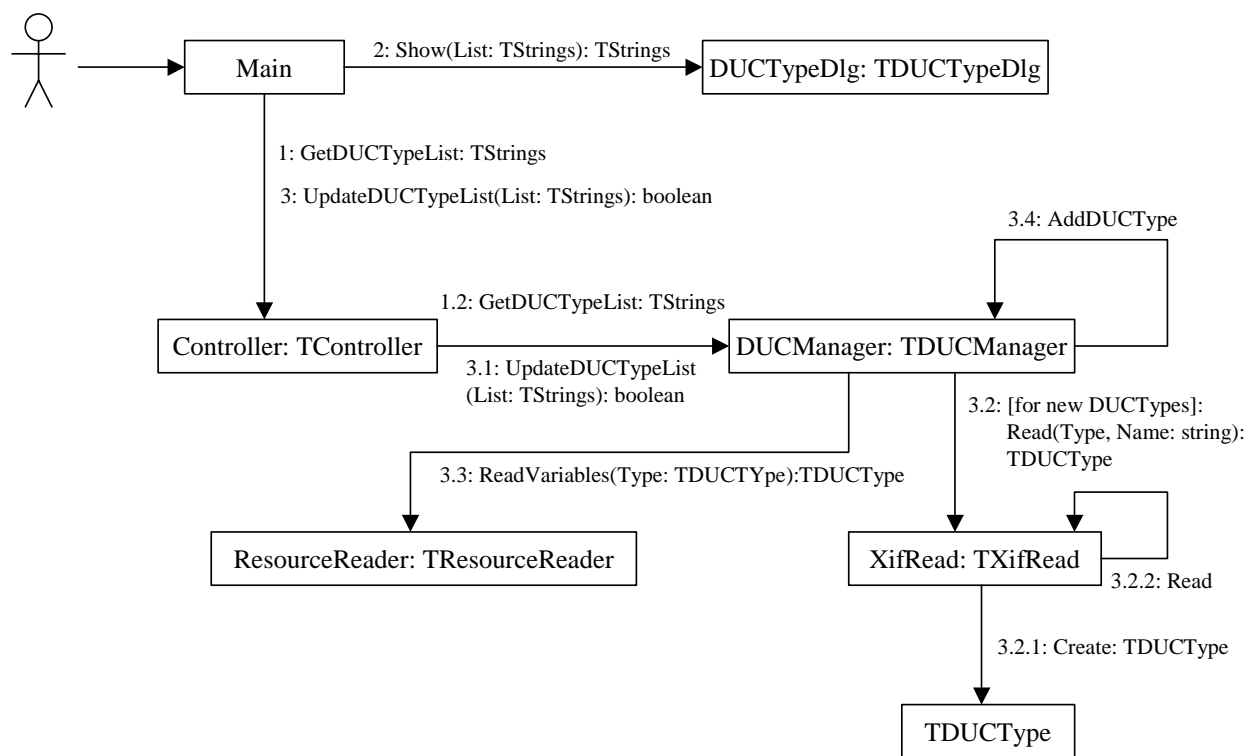 2: Show(List: TStrings): TStrings
Main
DUCTypeDlg: TDUCTypeDlg
1: GetDUCTypeList: TStrings
3: UpdateDUCTypeList(List: TStrings): boolean
3.4: AddDUCType
1.2: GetDUCTypeList: TStrings
Controller: TController
DUCManager: TDUCManager
3.1: UpdateDUCTypeList
(List: TStrings): boolean
3.2: [for new DUCTypes]:
Read(Type, Name: string):
TDUCType
3.3: ReadVariables(Type: TDUCTYpe):TDUCType
ResourceReader: TResourceReader
XifRead: TXifRead
3.2.2: Read
3.2.1: Create: TDUCType
TDUCType